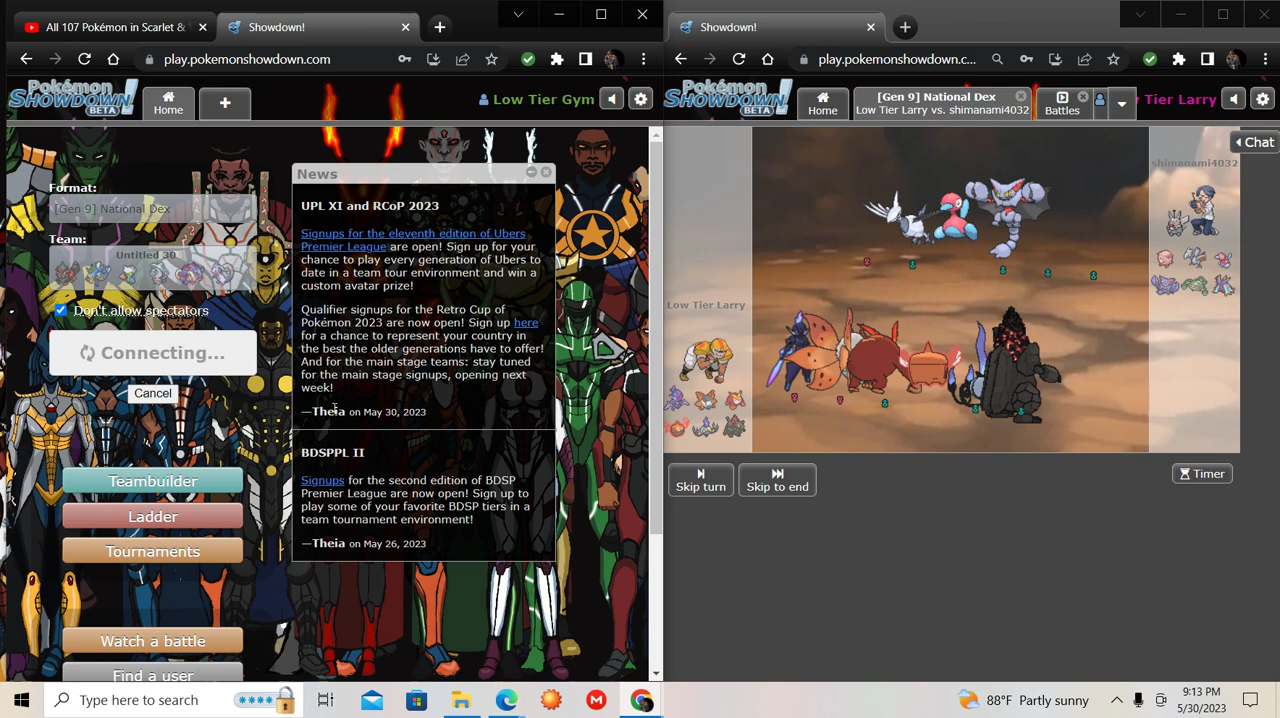 All 107 Pokémon in Scarlet &
Showdown!
play.pokemonshowdown.com
Pokémon
SHOWDOWN!
BETA
Home
Low Tier Gym
Format:
[Gen 9] National Dex
Team:
Untitled 30
Don't allow spectators
Connecting...
Cancel
Teambuilder
Ladder
Tournaments
Watch a battle
Find a user
News
UPL XI and RCoP 2023
Signups for the eleventh edition of Ubers
Premier League are open! Sign up for your
chance to play every generation of Ubers to
date in a team tour environment and win a
custom avatar prize!
Qualifier signups for the Retro Cup of
Pokémon 2023 are now open! Sign up here
for a chance to represent your country in
the best the older generations have to offer!
And for the main stage teams: stay tuned
for the main stage signups, opening next
week!
—Theia on May 30, 2023
BDSPPL II
Signups for the second edition of BDSP
Premier League are now open! Sign up to
play some of your favorite BDSP tiers in a
team tournament environment!
—Theia on May 26, 2023
Showdown!
play.pokemonshowdown.c...
Pokémon
SHOWDOWN!
BETA
Home
[Gen 9] National Dex
Low Tier Larry vs. shimanami4032
Battles
Tier Larry
Chat
shimanami4032
Low Tier Larry
Skip turn
Skip to end
Timer
Type here to search
88°F Partly sunny
9:13 PM
5/30/2023